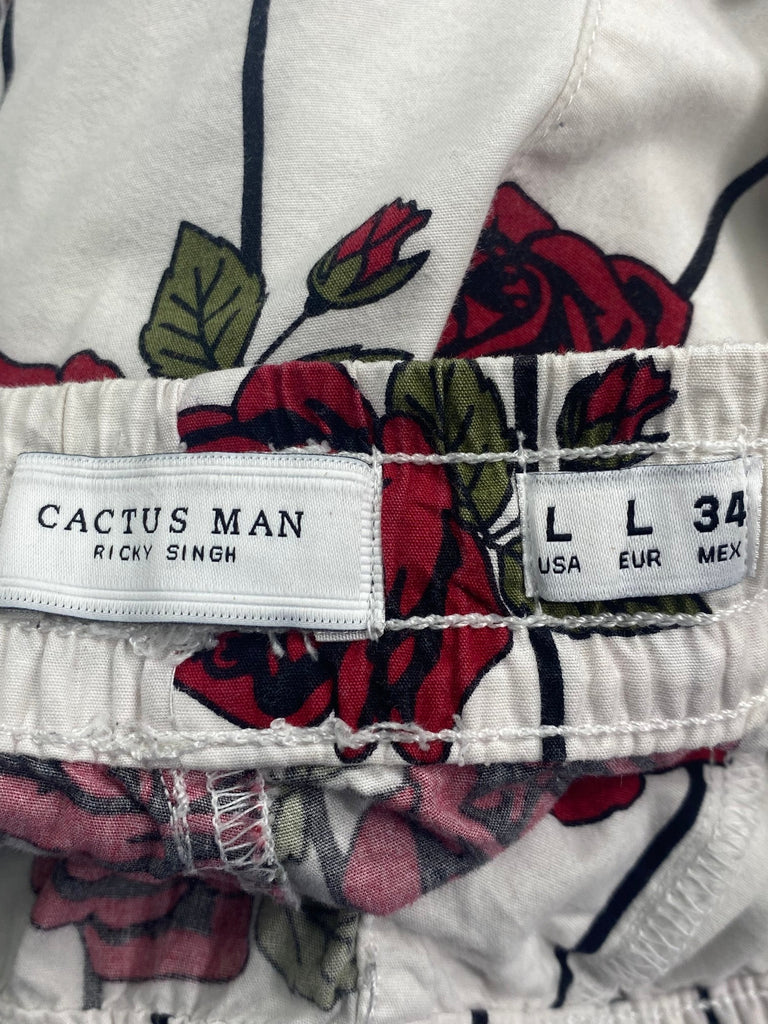 CACTUS MAN
RICKY SINGH
L L 34
USA EUR MEX